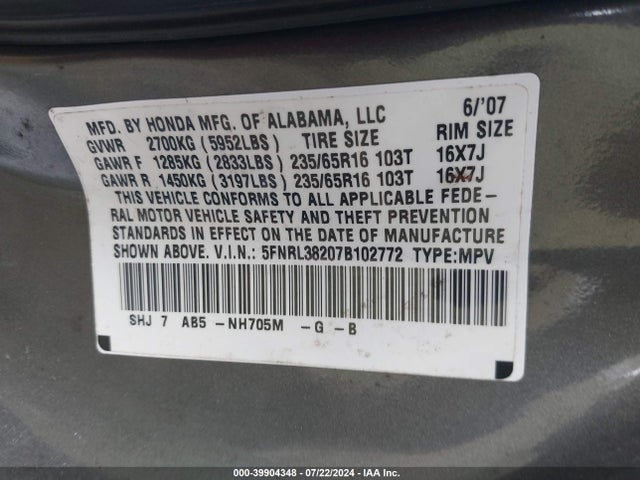 MFD. BY HONDA MFG. OF ALABAMA, LLC 6/'07
GVWR 2700KG (5952LBS) TIRE SIZE RIM SIZE
GAWR F 1285KG (2833LBS) 235/65R16 103T 16X7J
GAWR R 1450KG (3197LBS) 235/65R16 103T 16X7J
THIS VEHICLE CONFORMS TO ALL APPLICABLE FEDE-
RAL MOTOR VEHICLE SAFETY AND THEFT PREVENTION
STANDARDS IN EFFECT ON THE DATE OF MANUFACTURE
SHOWN ABOVE. V.I.N.: 5FNRL38207B102772 TYPE:MPV
SHJ 7 AB5 -NH705M -G -B
000-39904348 - 07/22/2024 - IAA Inc.